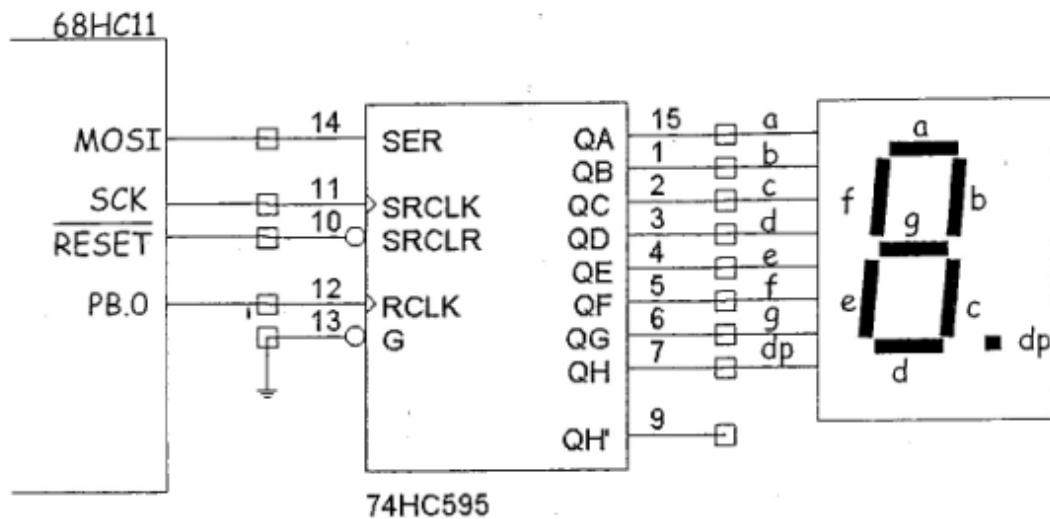 68HC11
MOSI 14 SER QA 15 a
SCK 11 SRCLK QB 1 b
RESET 10 SRCLR QC 2 c
PB.0 12 RCLK QD 3 d
13 G QE 4 e
QF 5 f
QG 6 g
QH 7 dp
QH' 9
74HC595
a
f b
g
e c
d dp